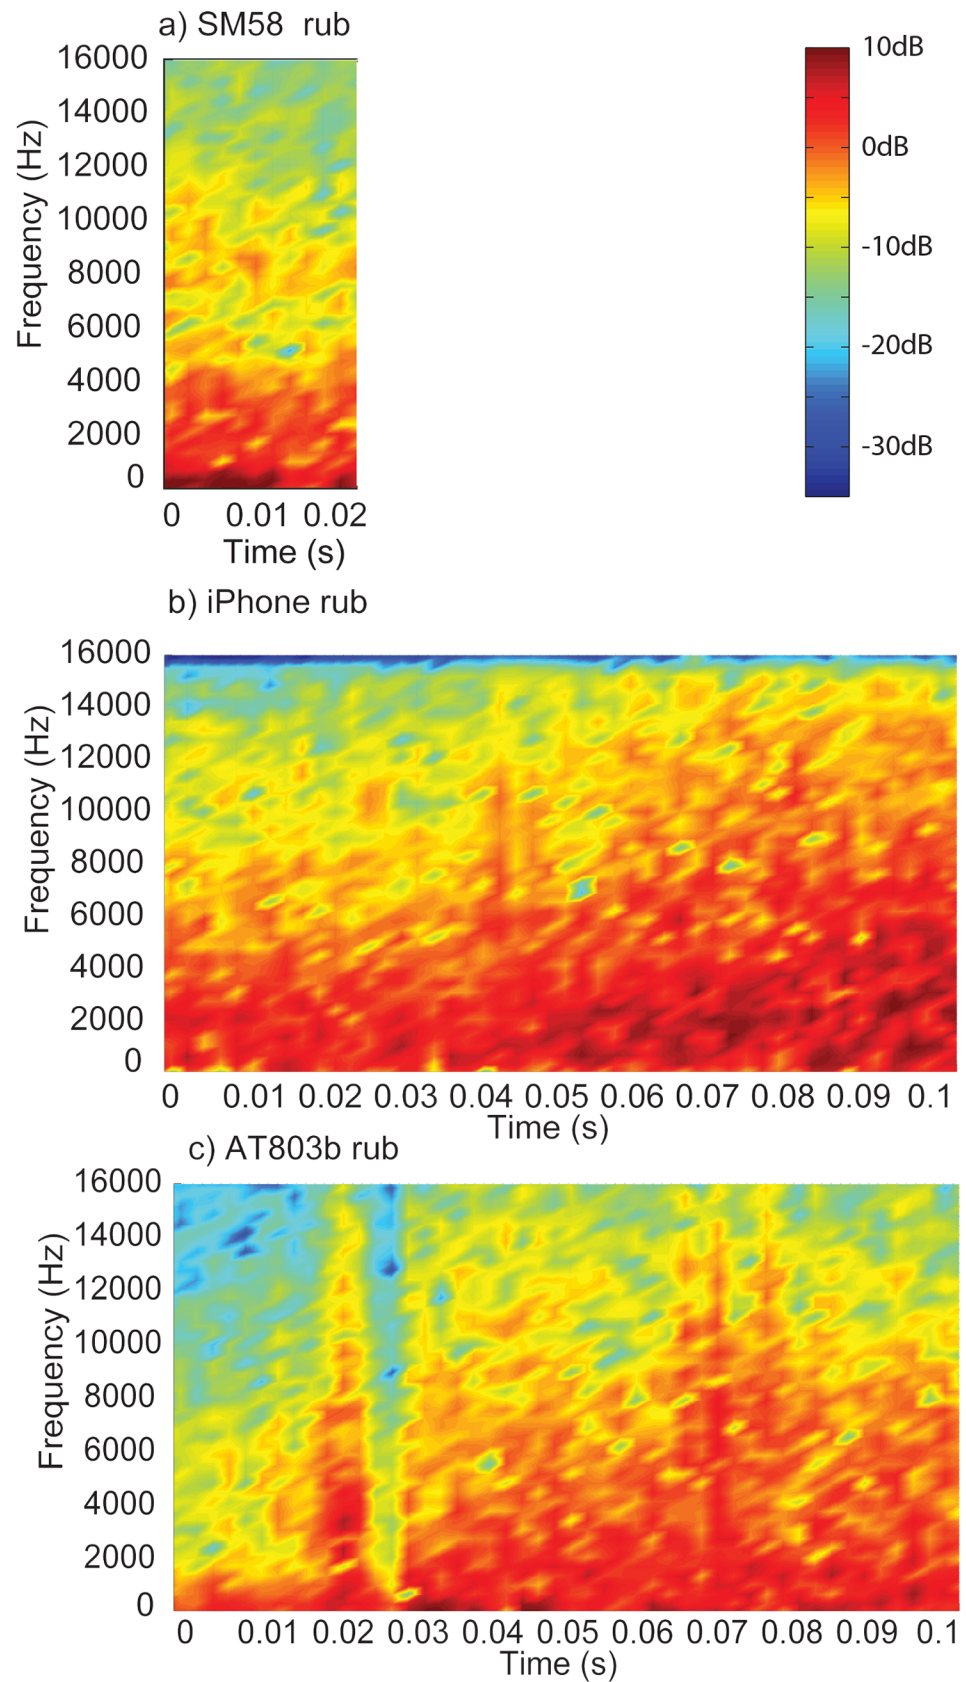 a) SM58 rub
16000
14000
12000
10000
8000
6000
4000
2000
0
Frequency (Hz)
0 0.01 0.02
Time (s)
10dB
0dB
-10dB
-20dB
-30dB
b) iPhone rub
16000
14000
12000
10000
8000
6000
4000
2000
0
Frequency (Hz)
0 0.01 0.02 0.03 0.04 0.05 0.06 0.07 0.08 0.09 0.1
Time (s)
c) AT803b rub
16000
14000
12000
10000
8000
6000
4000
2000
0
Frequency (Hz)
0 0.01 0.02 0.03 0.04 0.05 0.06 0.07 0.08 0.09 0.1
Time (s)